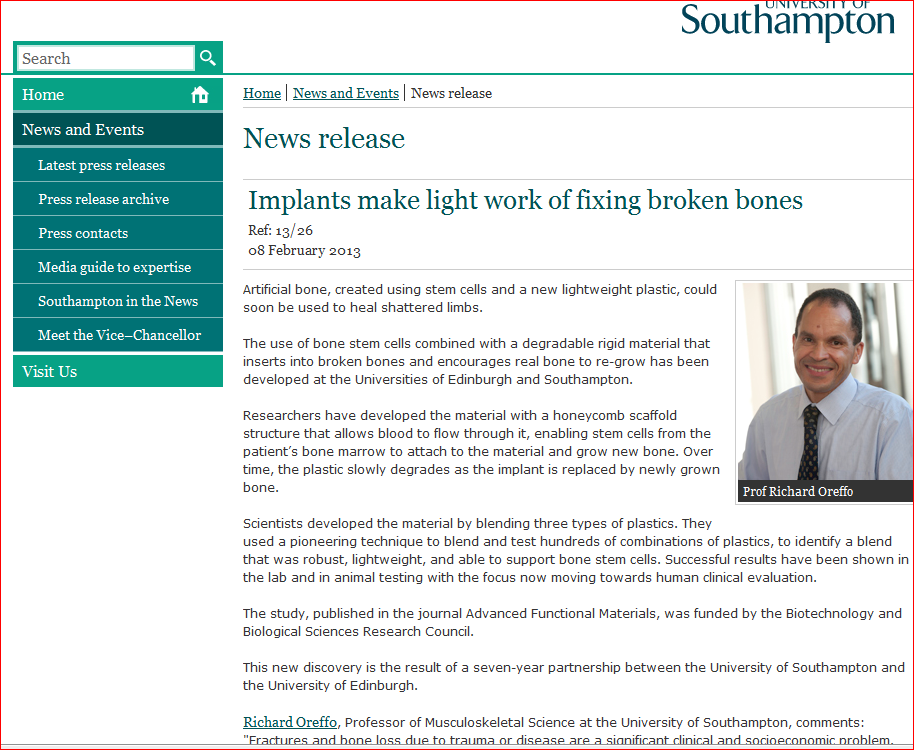 UNIVERSITY OF
Southampton
Search
Home
News and Events
Latest press releases
Press release archive
Press contacts
Media guide to expertise
Southampton in the News
Meet the Vice–Chancellor
Visit Us
Home | News and Events | News release
News release
Implants make light work of fixing broken bones
Ref: 13/26
08 February 2013
Artificial bone, created using stem cells and a new lightweight plastic, could
soon be used to heal shattered limbs.
The use of bone stem cells combined with a degradable rigid material that
inserts into broken bones and encourages real bone to re-grow has been
developed at the Universities of Edinburgh and Southampton.
Researchers have developed the material with a honeycomb scaffold
structure that allows blood to flow through it, enabling stem cells from the
patient's bone marrow to attach to the material and grow new bone. Over
time, the plastic slowly degrades as the implant is replaced by newly grown
bone.
Prof Richard Oreffo
Scientists developed the material by blending three types of plastics. They
used a pioneering technique to blend and test hundreds of combinations of plastics, to identify a blend
that was robust, lightweight, and able to support bone stem cells. Successful results have been shown in
the lab and in animal testing with the focus now moving towards human clinical evaluation.
The study, published in the journal Advanced Functional Materials, was funded by the Biotechnology and
Biological Sciences Research Council.
This new discovery is the result of a seven-year partnership between the University of Southampton and
the University of Edinburgh.
Richard Oreffo, Professor of Musculoskeletal Science at the University of Southampton, comments:
"Fractures and bone loss due to trauma or disease are a significant clinical and socioeconomic problem.